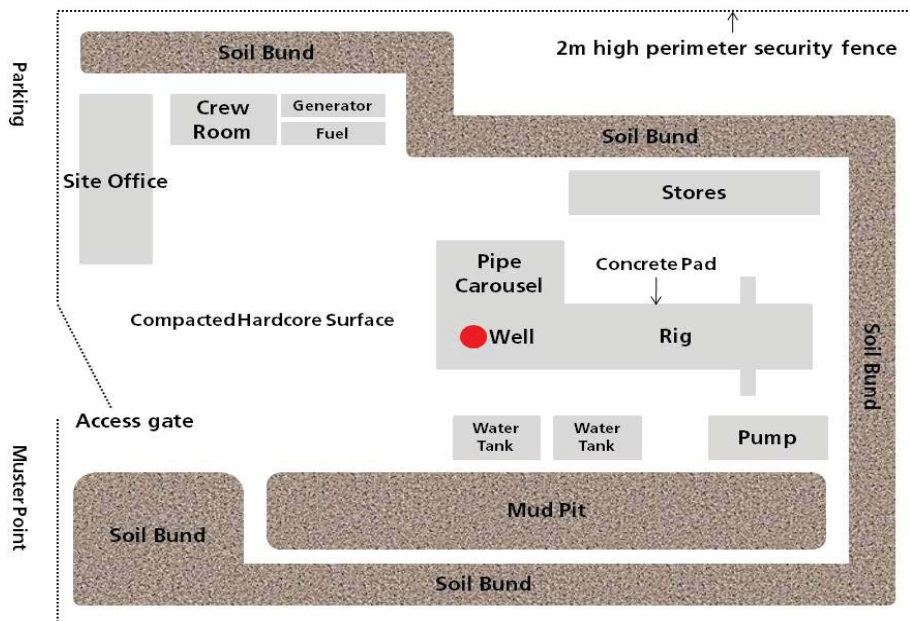 Soil Bund
2m high perimeter security fence
Parking
Crew
Room
Generator
Fuel
Soil Bund
Site Office
Stores
Pipe
Carousel
Concrete Pad
Compacted Hardcore Surface
Well
Rig
Soil Bund
Access gate
Water
Tank
Water
Tank
Pump
Muster Point
Mud Pit
Soil Bund
Soil Bund